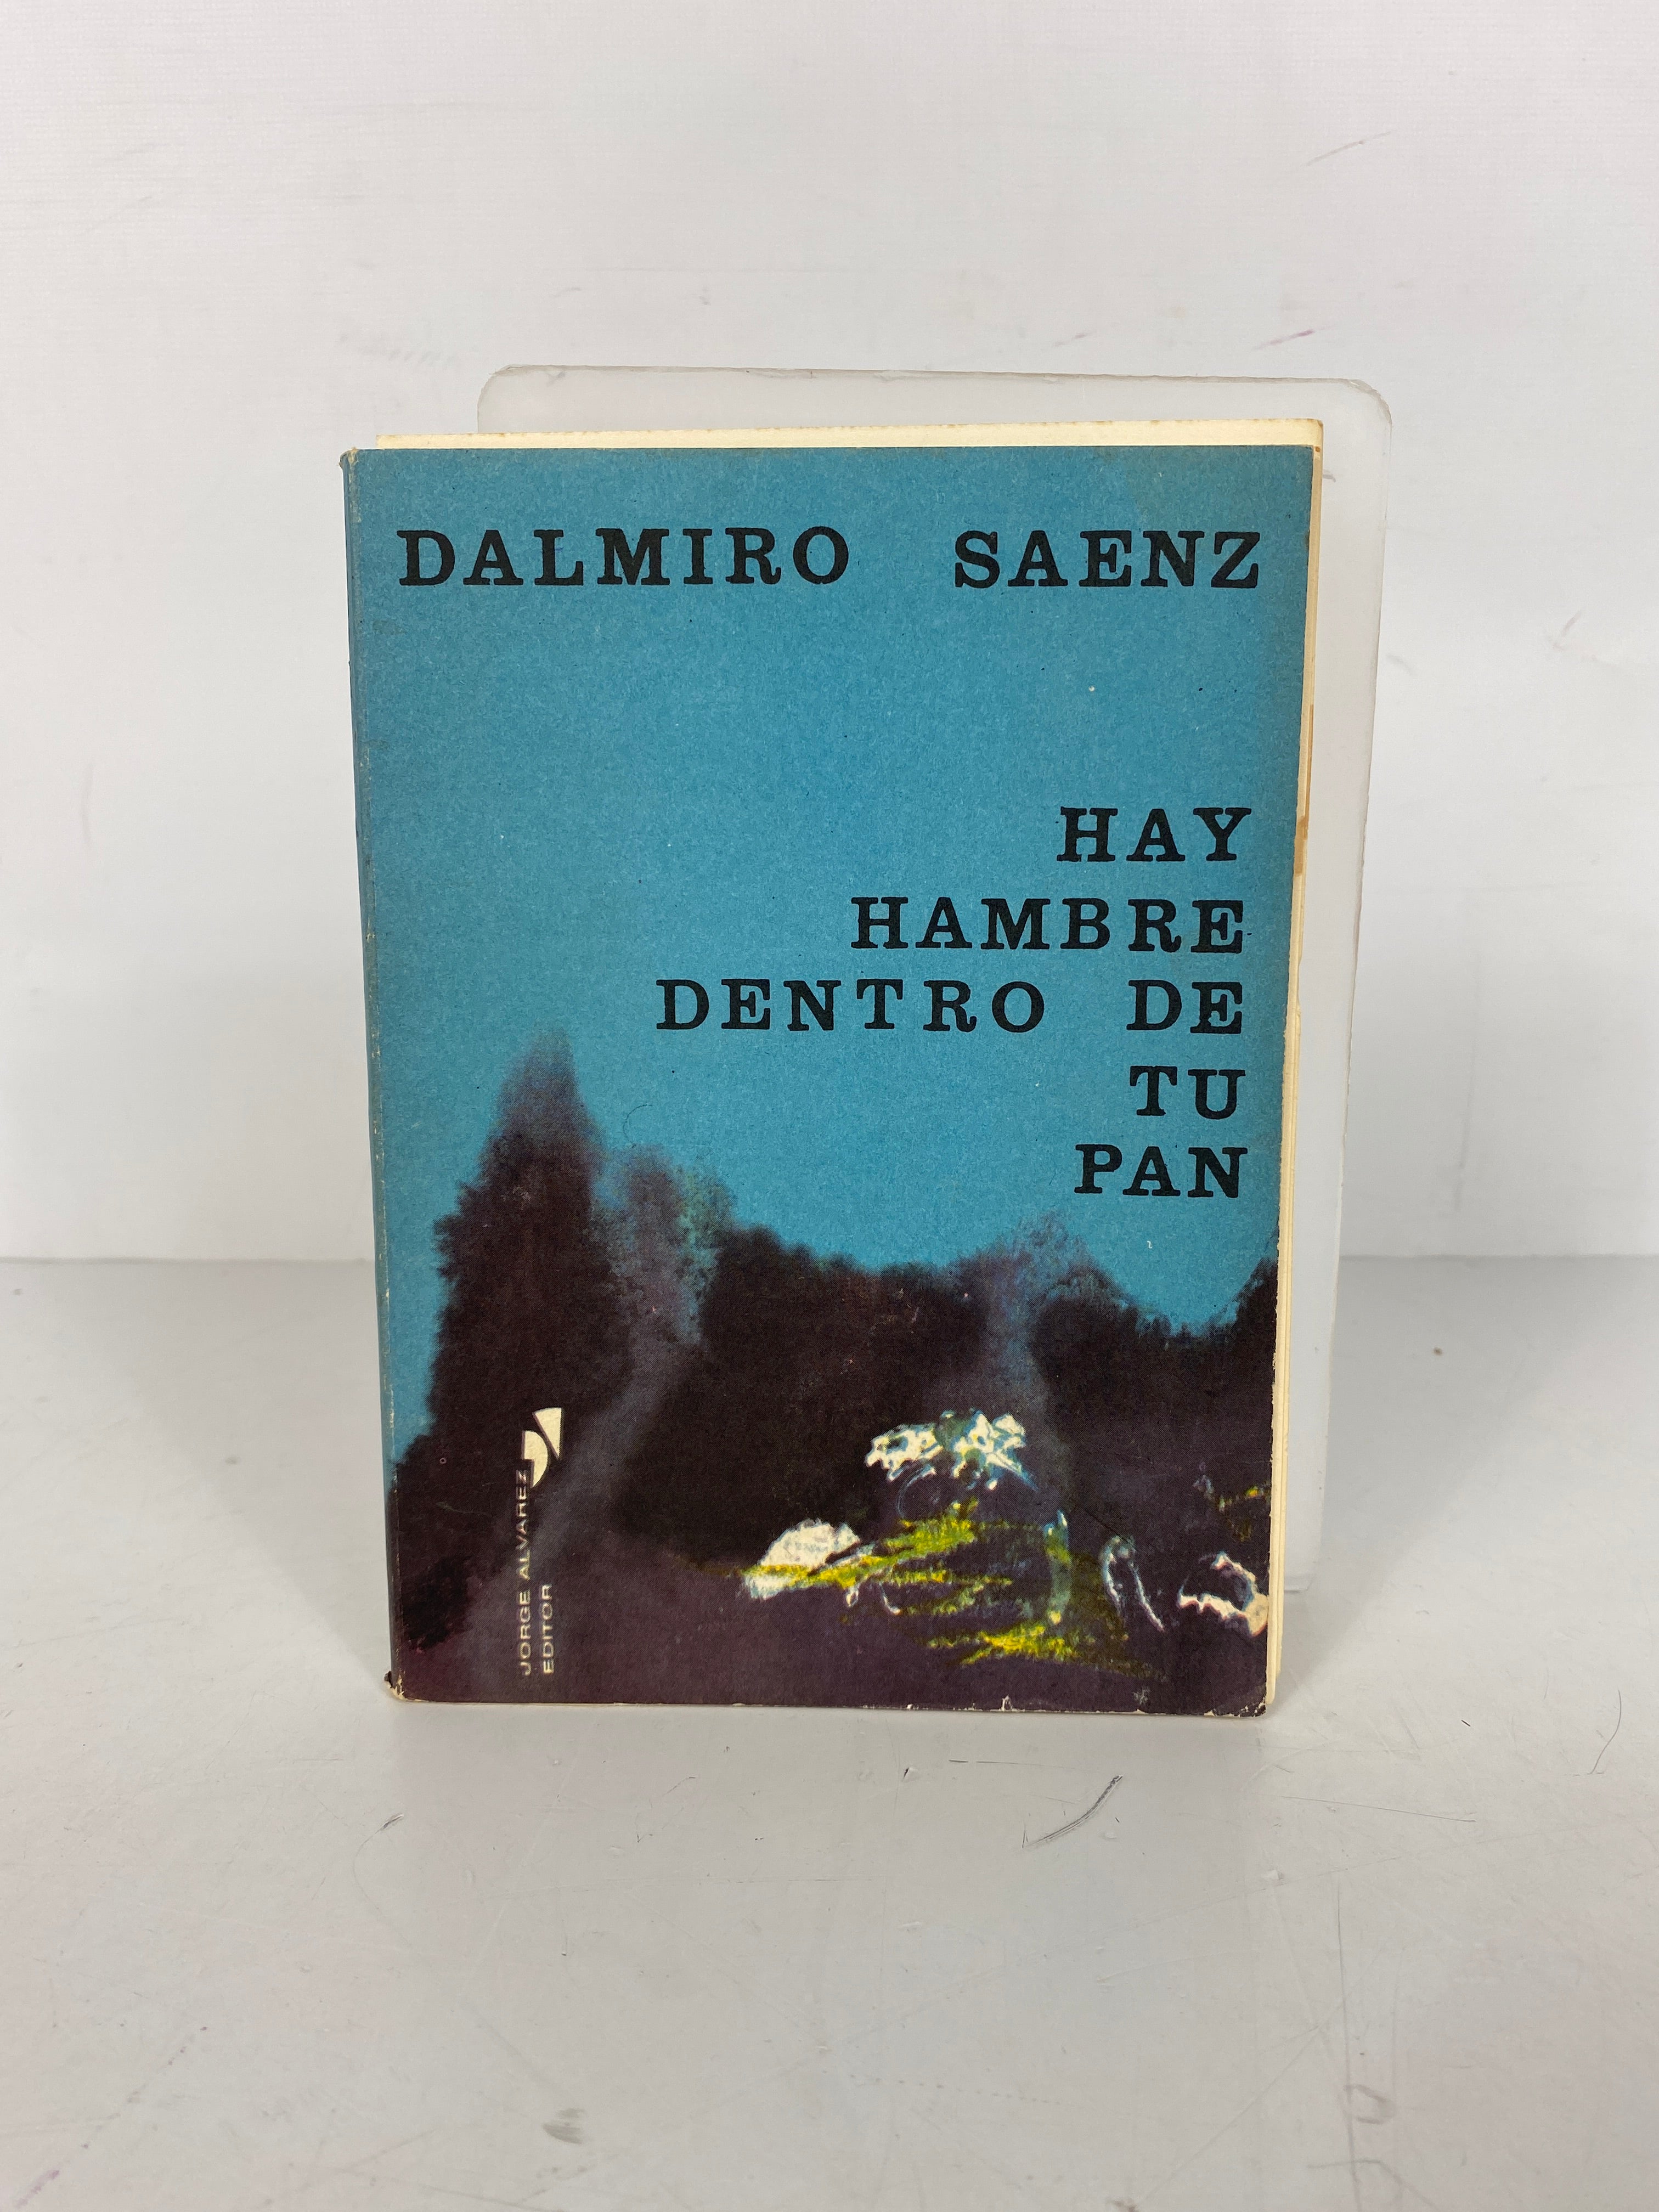 DALMIRO SAENZ
HAY
HAMBRE
DENTRO DE
TU
PAN
JORGE ALVAREZ
EDITOR